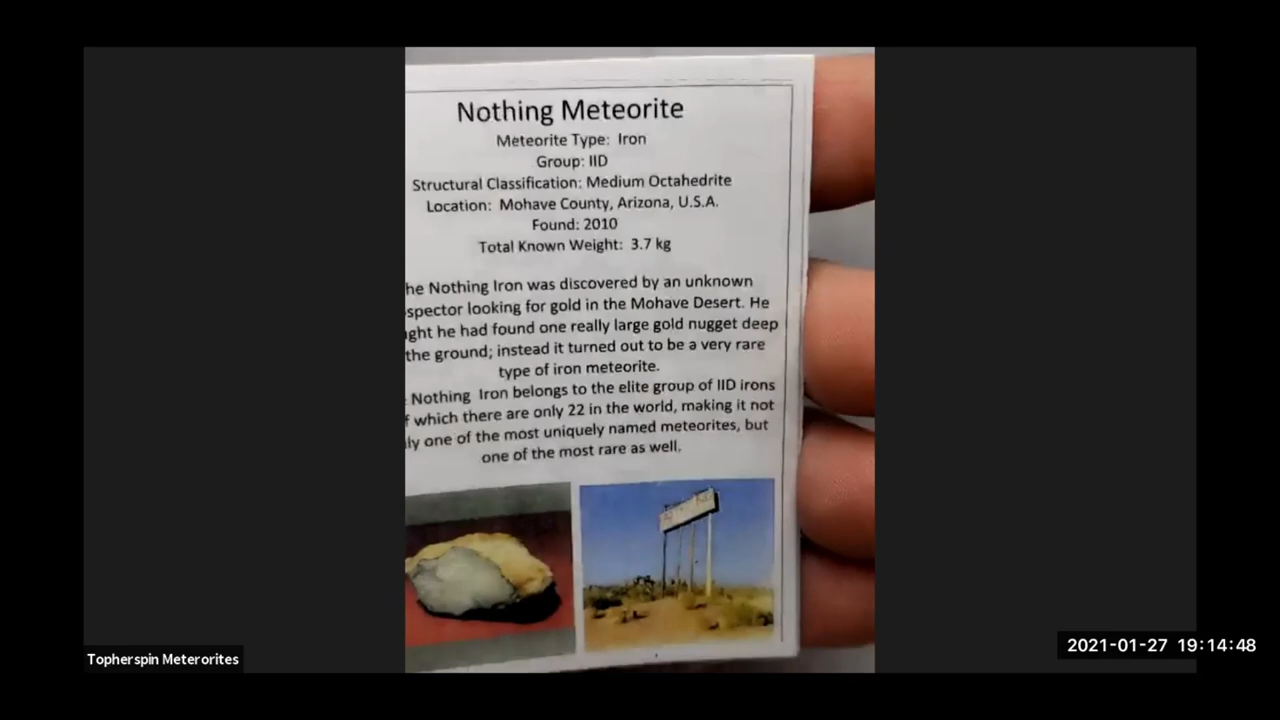 Nothing Meteorite
Meteorite Type: Iron
Group: IID
Structural Classification: Medium Octahedrite
Location: Mohave County, Arizona, U.S.A.
Found: 2010
Total Known Weight: 3.7 kg
he Nothing Iron was discovered by an unknown
spector looking for gold in the Mohave Desert. He
ght he had found one really large gold nugget deep
the ground; instead it turned out to be a very rare
type of iron meteorite.
Nothing Iron belongs to the elite group of IID irons
f which there are only 22 in the world, making it not
ly one of the most uniquely named meteorites, but
one of the most rare as well.
Topherspin Meterorites
2021-01-27 19:14:48